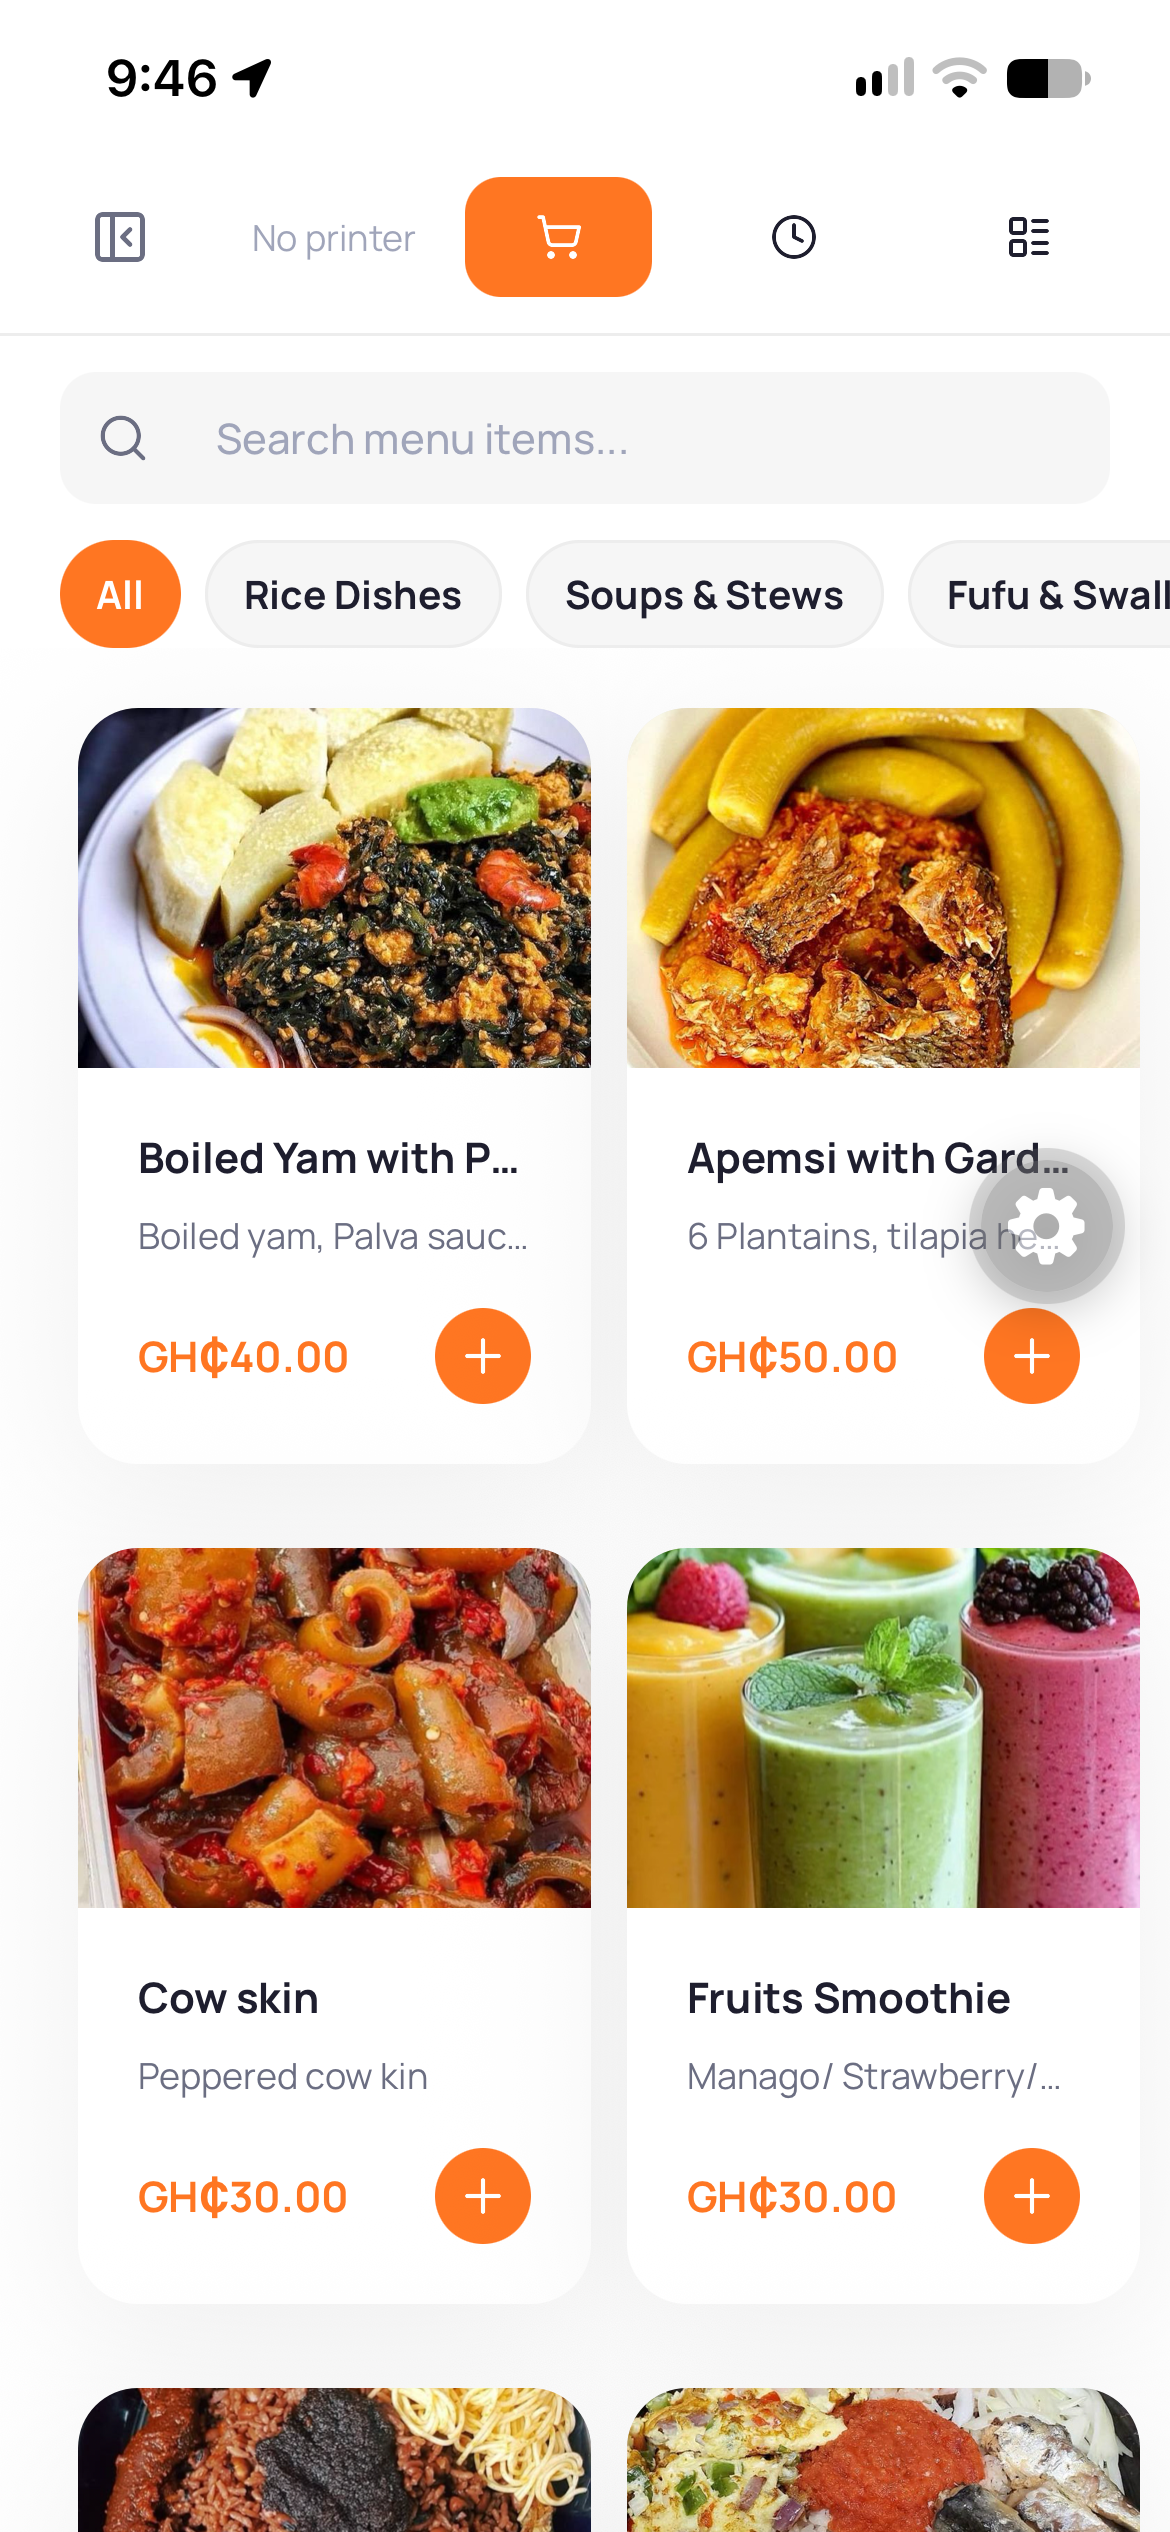 9:46
No printer
Search menu items...
All
Rice Dishes
Soups & Stews
Fufu & Swall
Boiled Yam with P...
Boiled yam, Palva sauc...
GH₵40.00
Apemsi with Gard...
6 Plantains, tilapia he...
GH₵50.00
Cow skin
Peppered cow kin
GH₵30.00
Fruits Smoothie
Manago/ Strawberry/...
GH₵30.00